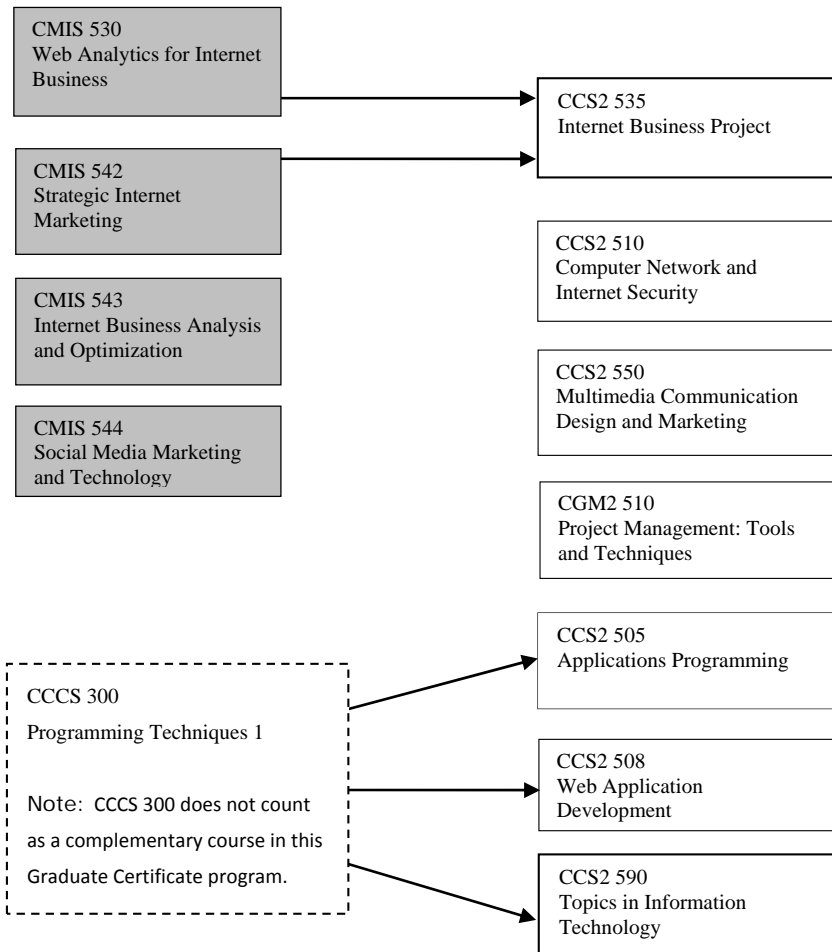 CMIS 530
Web Analytics for Internet
Business
CMIS 542
Strategic Internet
Marketing
CMIS 543
Internet Business Analysis
and Optimization
CMIS 544
Social Media Marketing
and Technology
CCS2 535
Internet Business Project
CCS2 510
Computer Network and
Internet Security
CCS2 550
Multimedia Communication
Design and Marketing
CGM2 510
Project Management: Tools
and Techniques
CCCS 300
Programming Techniques 1
Note: CCCS 300 does not count
as a complementary course in this
Graduate Certificate program.
CCS2 505
Applications Programming
CCS2 508
Web Application
Development
CCS2 590
Topics in Information
Technology